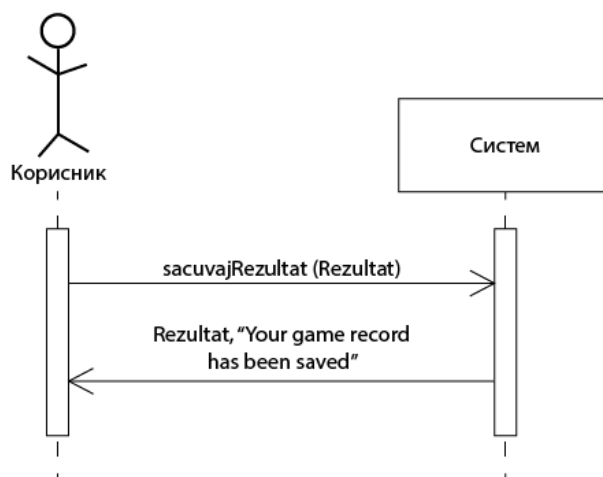 Корисник
Систем
sacuvajRezultat (Rezultat)
Rezultat, “Your game record
has been saved”